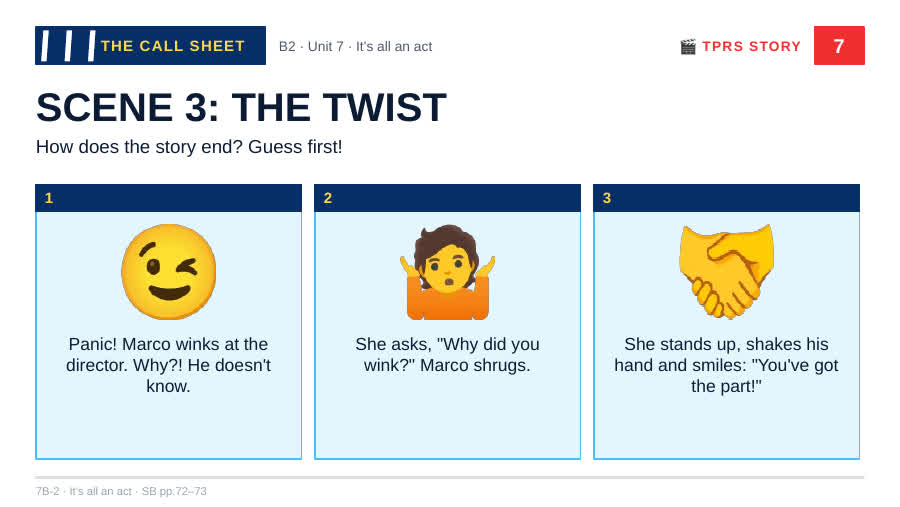 THE CALL SHEET
B2 · Unit 7 · It's all an act
🎬 TPRS STORY
7
SCENE 3: THE TWIST
How does the story end? Guess first!
1
Panic! Marco winks at the
director. Why?! He doesn't
know.
2
She asks, "Why did you
wink?" Marco shrugs.
3
She stands up, shakes his
hand and smiles: "You've got
the part!"
7B-2 · It's all an act · SB pp.72–73